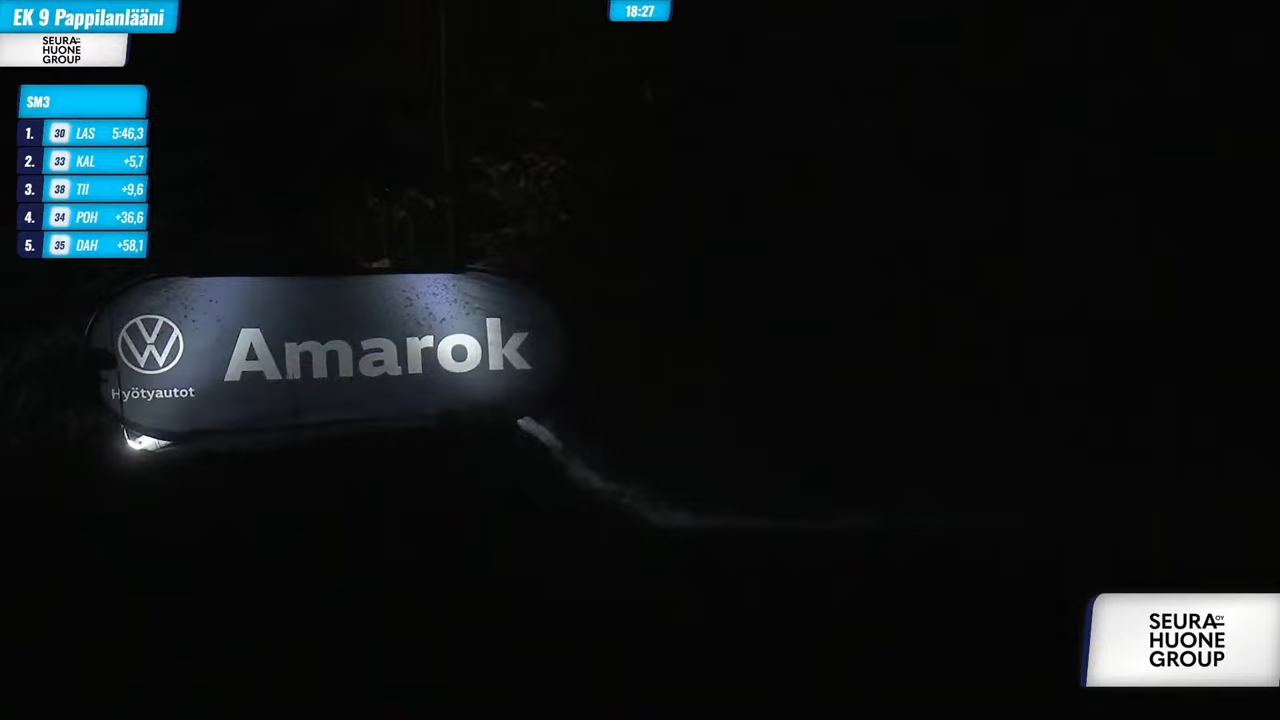 EK 9 Pappilanlääni
18:27
SEURA OY
HUONE
GROUP
SM3
1. 30 LAS 5:46,3
2. 33 KAL +5,7
3. 38 TII +9,6
4. 34 POH +36,6
5. 35 DAH +58,1
Amarok
Hyötyautot
SEURA OY
HUONE
GROUP